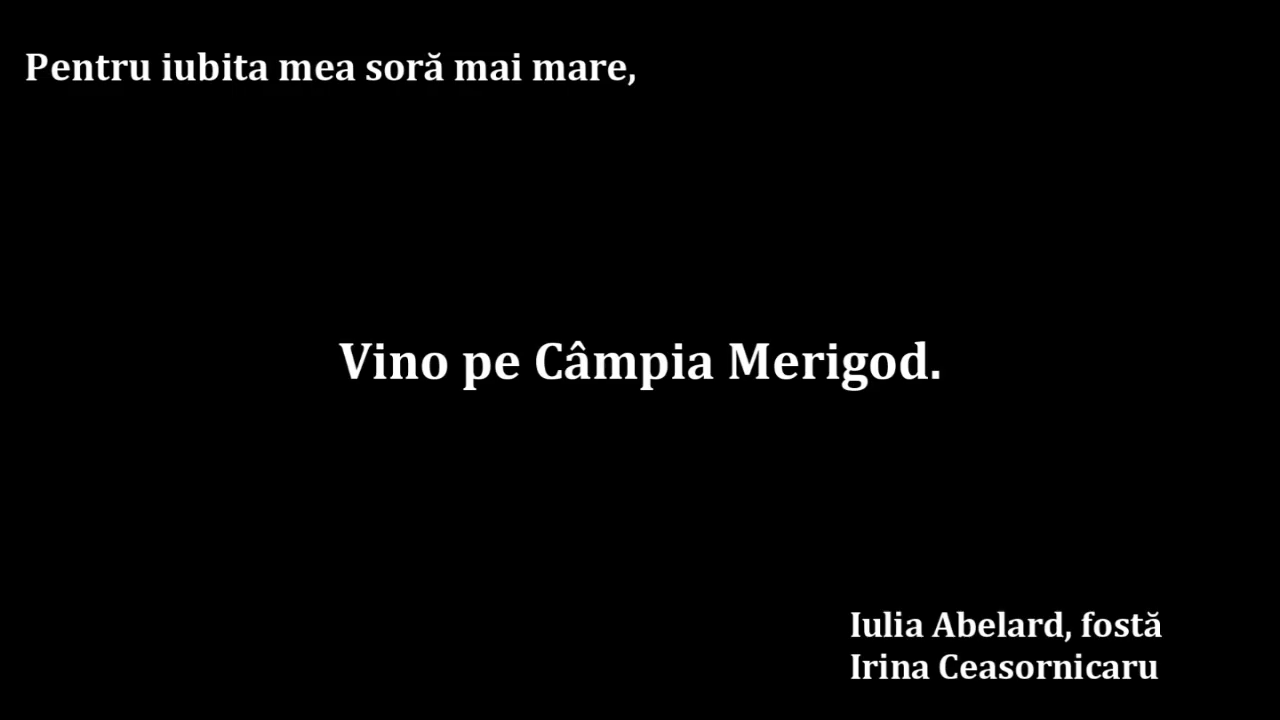 Pentru iubita mea soră mai mare,
Vino pe Câmpia Merigod.
Iulia Abelard, fostă
Irina Ceasornicaru